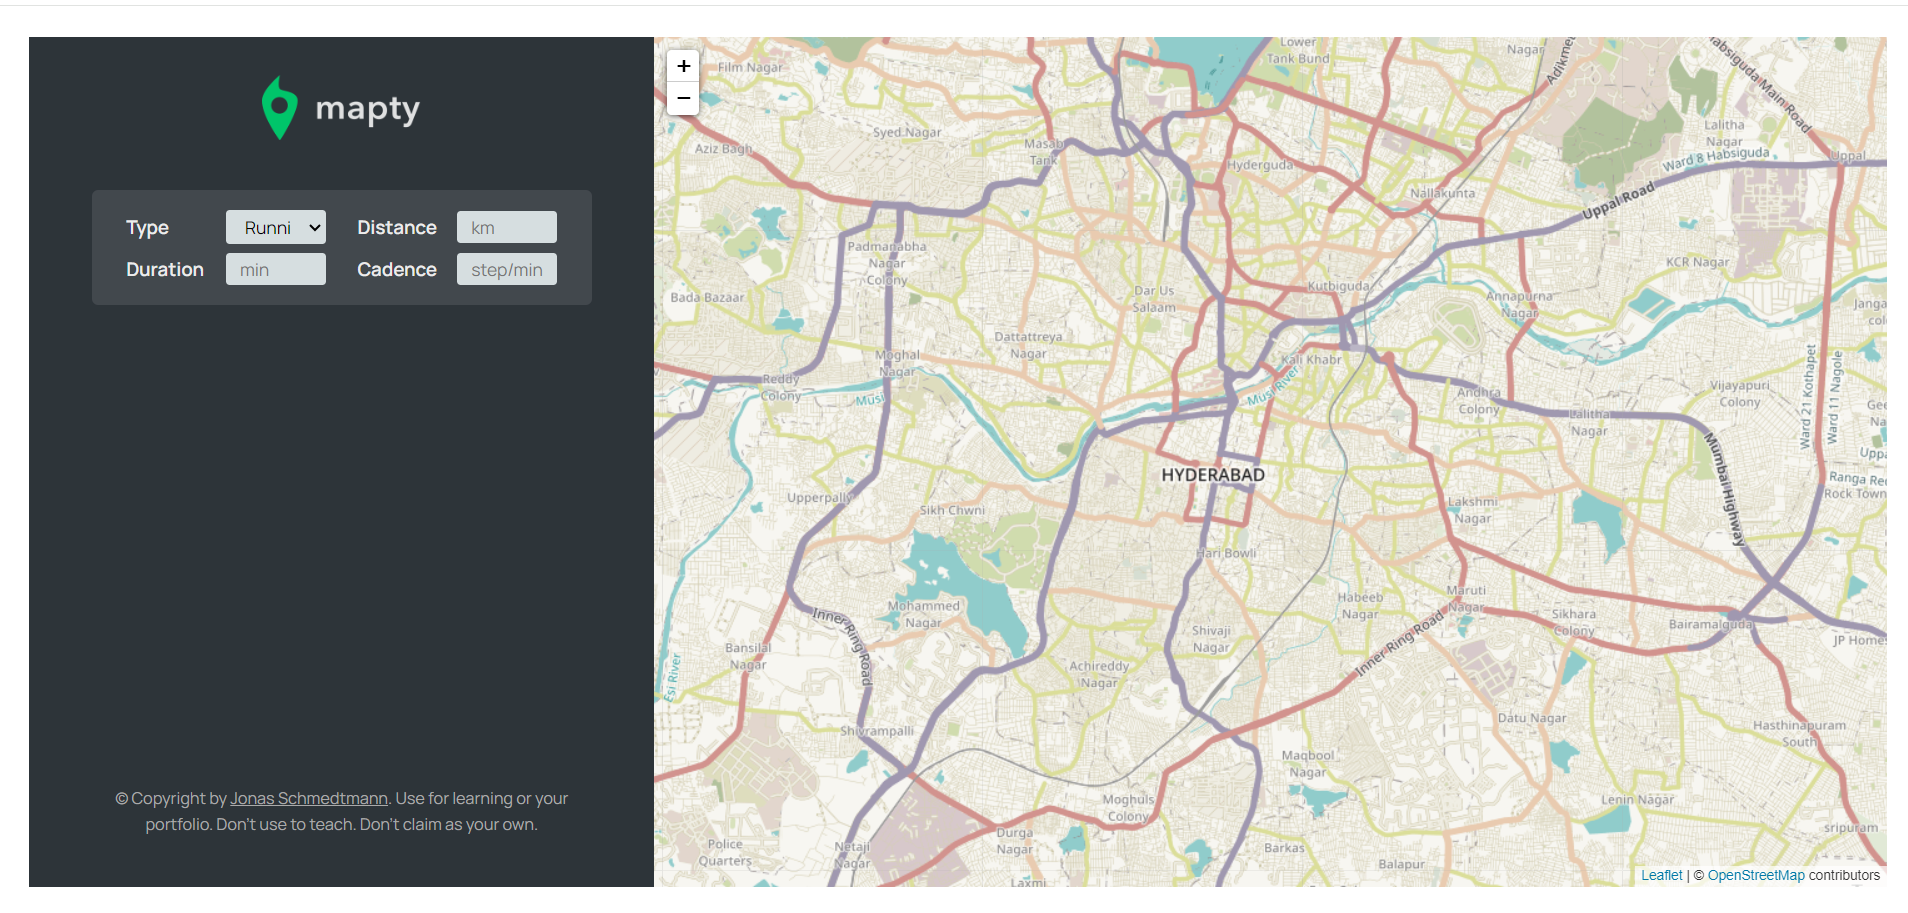 mapty
Type
Runni
Distance
km
Duration
min
Cadence
step/min
© Copyright by Jonas Schmedtmann. Use for learning or your
portfolio. Don't use to teach. Don't claim as your own.
+
−
Film Nagar
Lower
Tank Bund
Nagar
Adikme
Habsiguda Main Road
Aziz Bagh
Syed Nagar
Masab
Tank
Hyderguda
Lalitha
Nagar
Ward 8 Habsiguda
Uppal
Nallakunta
Uppal Road
Padmanabha
Nagar
Colony
KCR Nagar
Bada Bazaar
Dar Us
Salaam
Kutbiguda
Annapurna
Nagar
Janga
col
Dattattreya
Nagar
Moghal
Nagar
Kali Khabr
Reddy
Colony
Musi
Musi River
Andhra
Colony
Vijayapuri
Colony
Ward 21 Kothapet
Ward 11 Nagole
Lalitha
Nagar
Gee
Na
Mumbai Highway
Uppa
HYDERABAD
Ranga Re
Rock Town
Upperpally
Sikh Chwni
Lakshmi
Nagar
Hari Bowli
Mohammed
Nagar
Habeeb
Nagar
Maruti
Nagar
Sikhara
Colony
Bairamalguda
JP Home
Inner Ring Road
Shivaji
Nagar
Inner Ring Road
Bansilal
Nagar
Esi River
Achireddy
Nagar
Shivrampalli
Datu Nagar
Hasthinapuram
South
Maqbool
Nagar
Moghuls
Colony
Lenin Nagar
sripuram
Durga
Nagar
Police
Quarters
Netaji
Nagar
Barkas
Balapur
Laxmi
Leaflet | © OpenStreetMap contributors